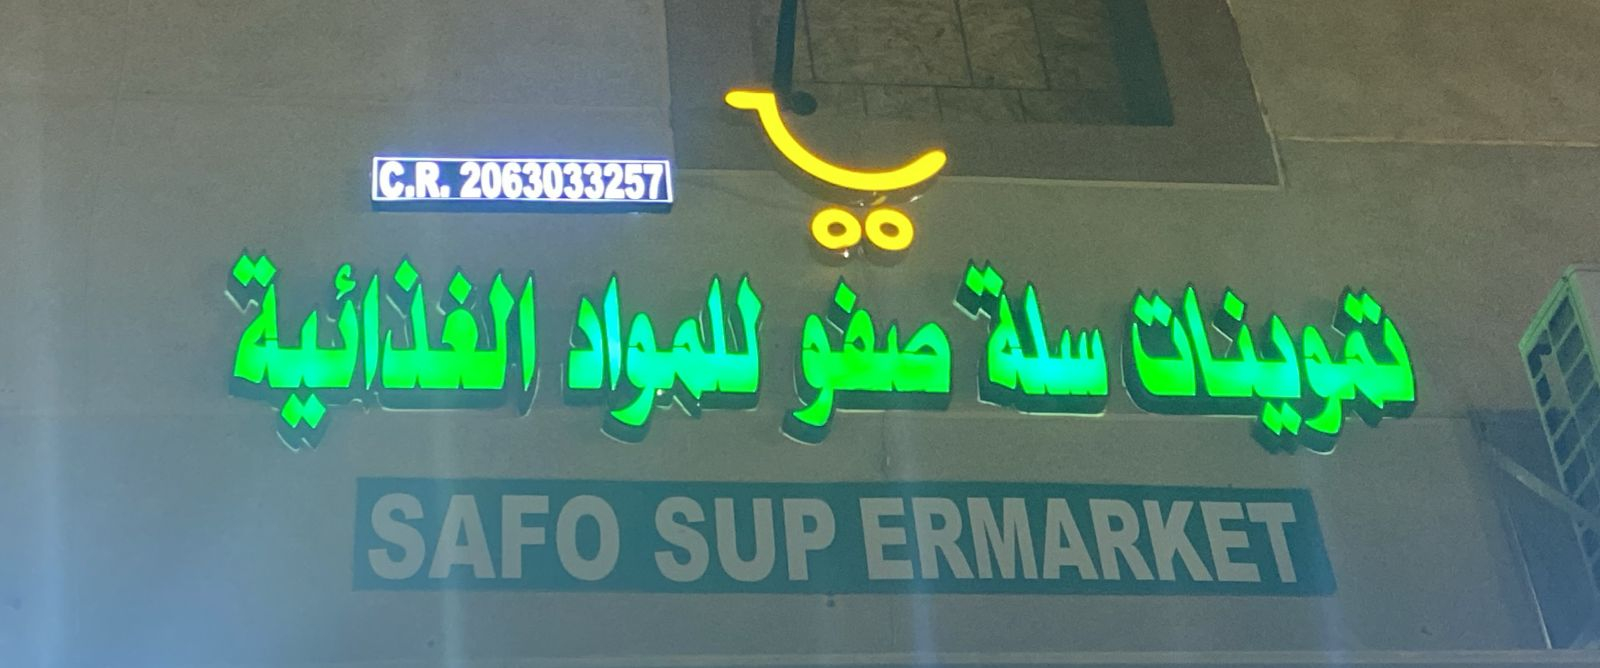 C.R. 2063033257
تموينات سلة صفو للمواد الغذائية
SAFO SUP ERMARKET